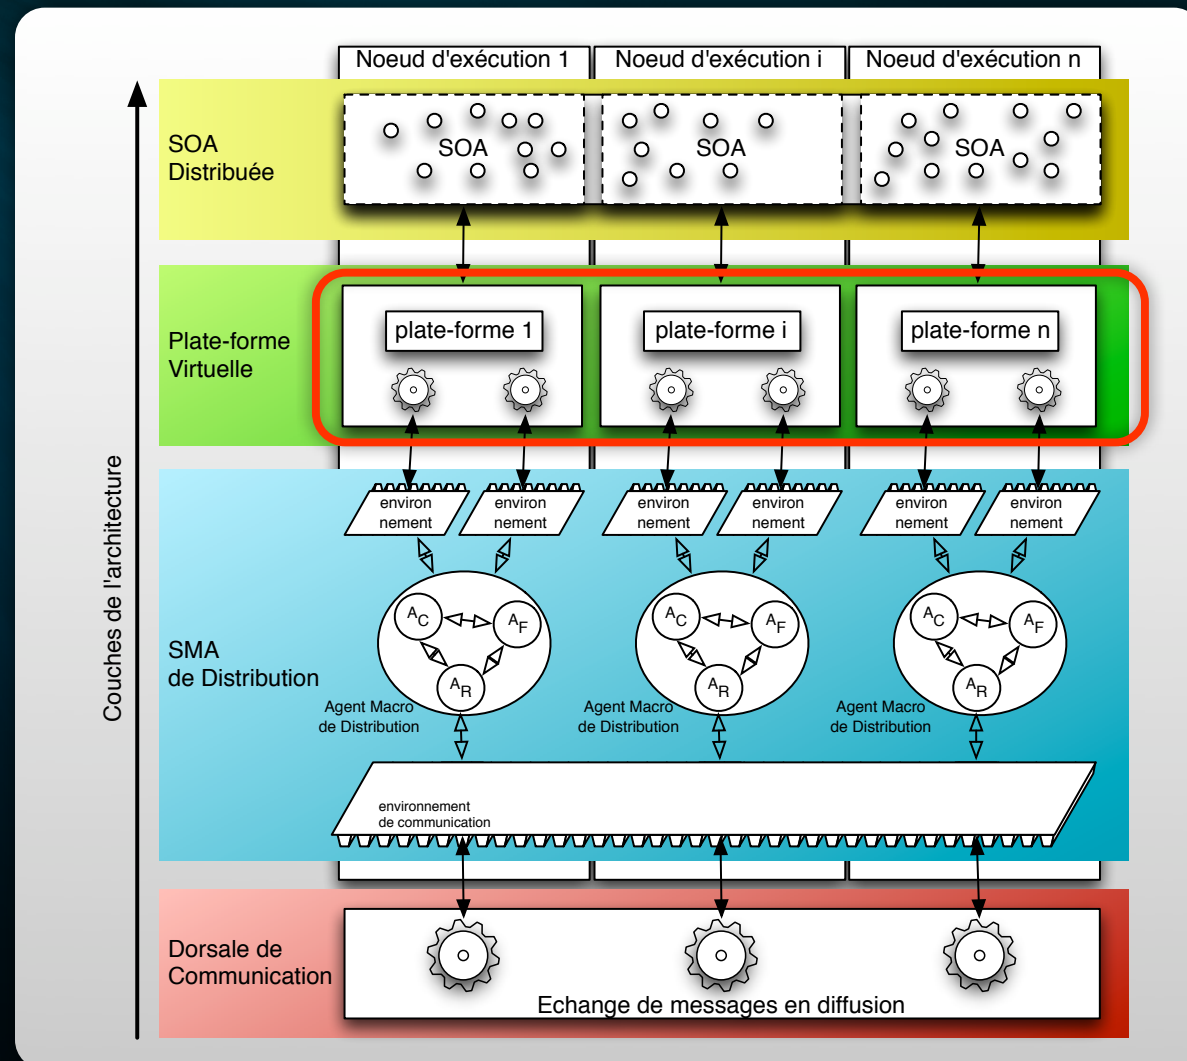 Noeud d'exécution 1
Noeud d'exécution i
Noeud d'exécution n
SOA
Distribuée
SOA
SOA
SOA
Plate-forme
Virtuelle
plate-forme 1
plate-forme i
plate-forme n
Couches de l'architecture
environ
nement
environ
nement
environ
nement
environ
nement
environ
nement
environ
nement
SMA
de Distribution
AC
AF
AR
AC
AF
AR
AC
AF
AR
Agent Macro
de Distribution
Agent Macro
de Distribution
Agent Macro
de Distribution
environnement
de communication
Dorsale de
Communication
Echange de messages en diffusion